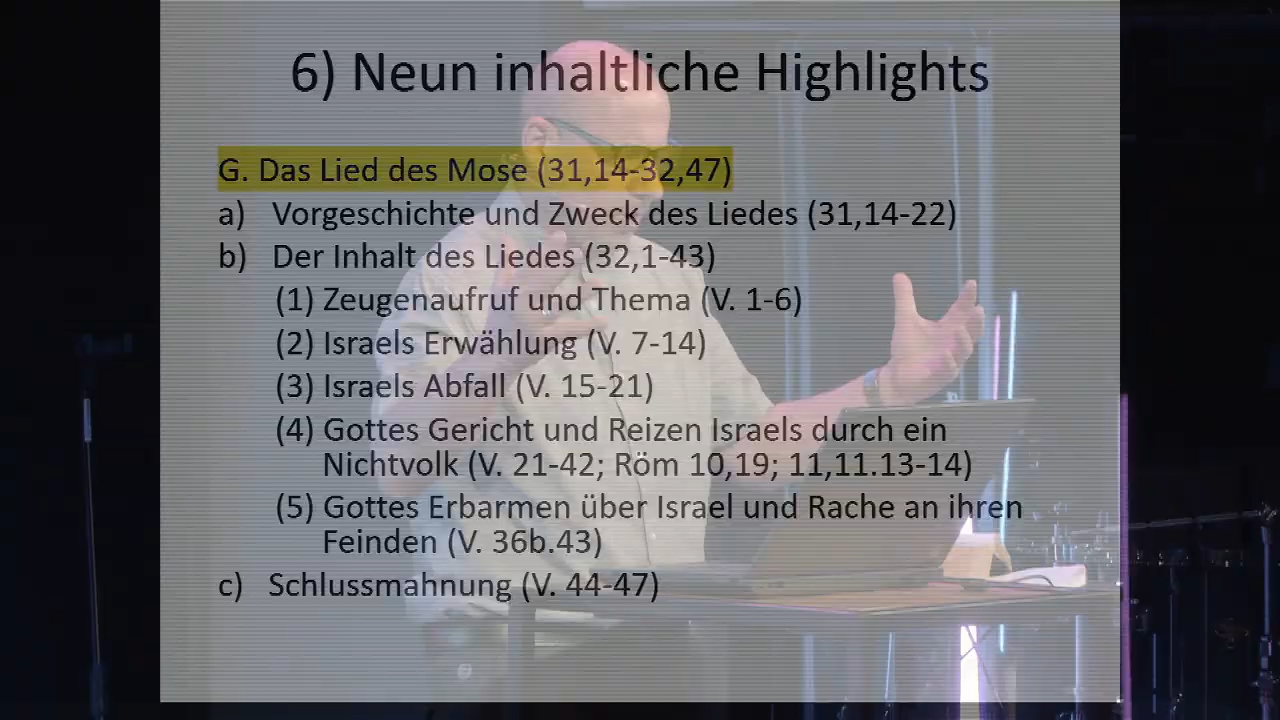 6) Neun inhaltliche Highlights
G. Das Lied des Mose (31,14-32,47)
a) Vorgeschichte und Zweck des Liedes (31,14-22)
b) Der Inhalt des Liedes (32,1-43)
(1) Zeugenaufruf und Thema (V. 1-6)
(2) Israels Erwählung (V. 7-14)
(3) Israels Abfall (V. 15-21)
(4) Gottes Gericht und Reizen Israels durch ein
Nichtvolk (V. 21-42; Röm 10,19; 11,11.13-14)
(5) Gottes Erbarmen über Israel und Rache an ihren
Feinden (V. 36b.43)
c) Schlussmahnung (V. 44-47)